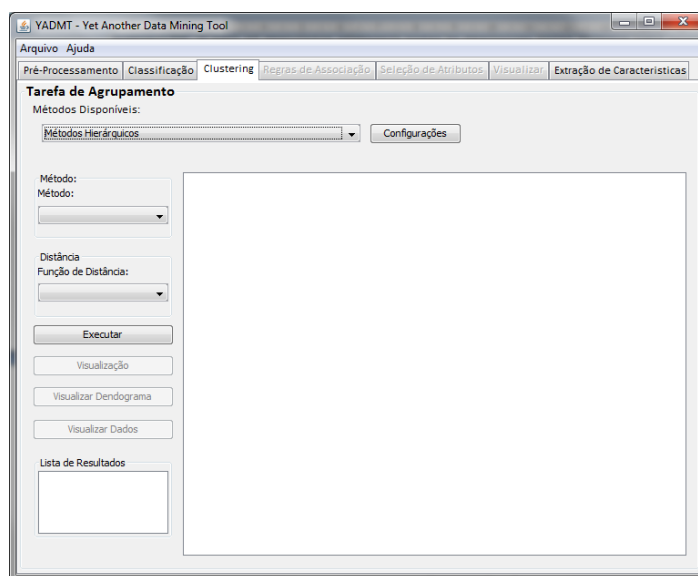 YADMT - Yet Another Data Mining Tool
Arquivo Ajuda
Pré-Processamento Classificação Clustering Regras de Associação Seleção de Atributos Visualizar Extração de Caracteristicas
Tarefa de Agrupamento
Métodos Disponíveis:
Métodos Hierárquicos Configurações
Método:
Método:
Distância
Função de Distância:
Executar
Visualização
Visualizar Dendograma
Visualizar Dados
Lista de Resultados